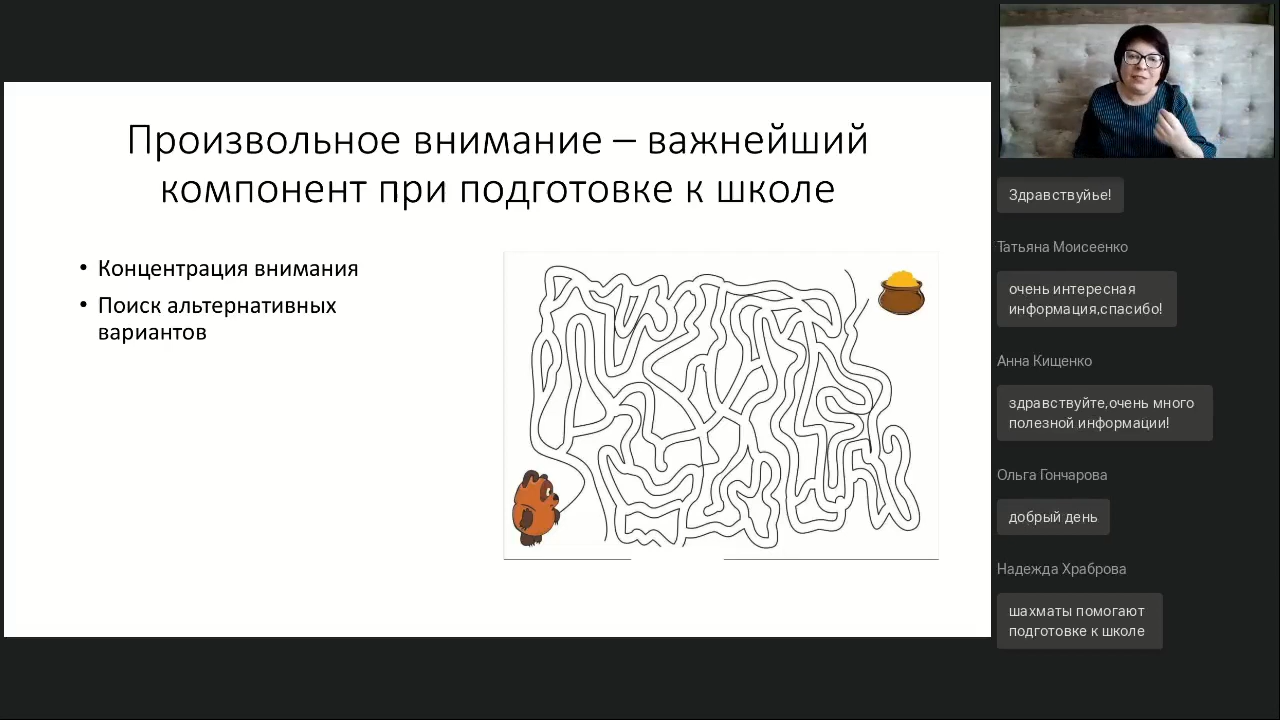 Произвольное внимание – важнейший
компонент при подготовке к школе
• Концентрация внимания
• Поиск альтернативных
вариантов
Здравствуйье!
Татьяна Моисеенко
очень интересная
информация,спасибо!
Анна Кищенко
здравствуйте,очень много
полезной информации!
Ольга Гончарова
добрый день
Надежда Храброва
шахматы помогают
подготовке к школе